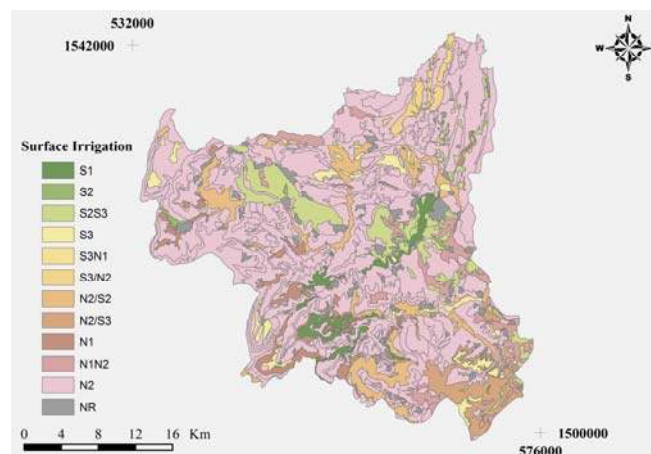 532000
1542000
N
W E
S
Surface Irrigation
S1
S2
S2S3
S3
S3N1
S3/N2
N2/S2
N2/S3
N1
N1N2
N2
NR
0 4 8 12 16 Km
1500000
576000